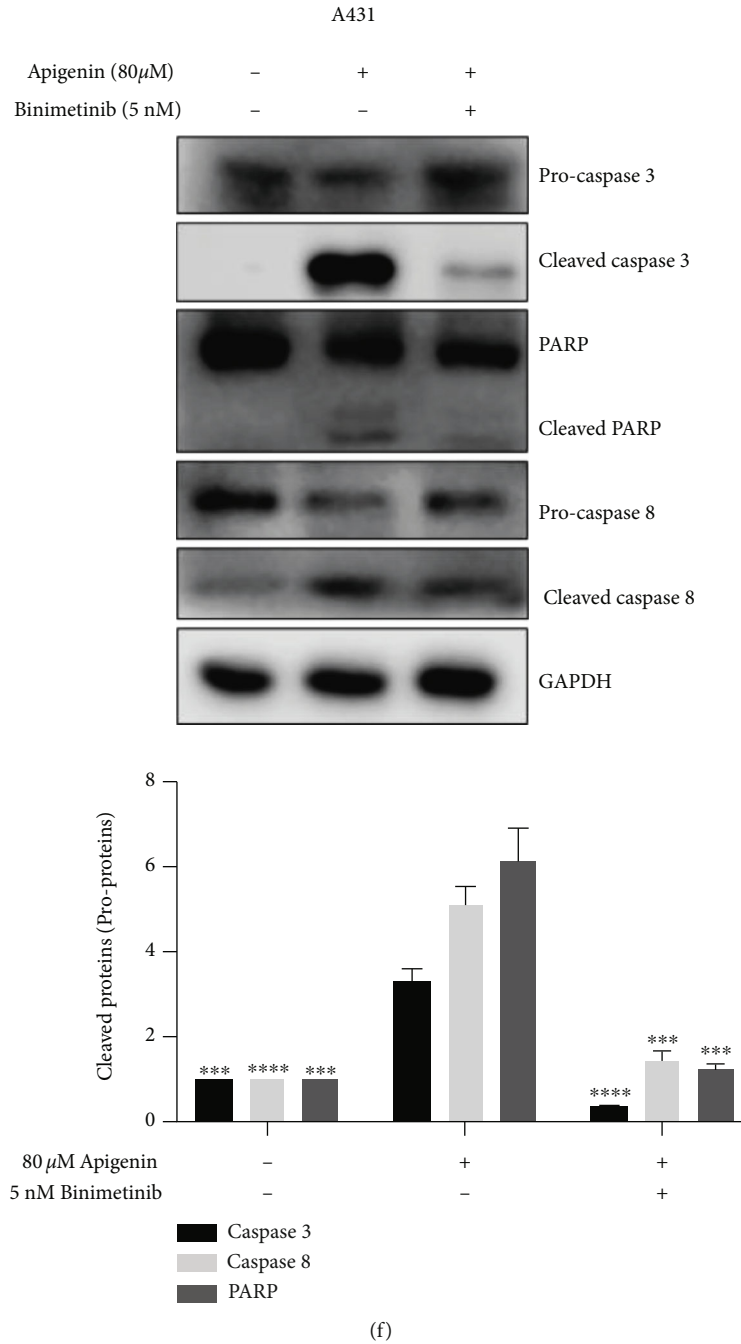 A431
Apigenin (80μM) – + +
Binimetinib (5 nM) – – +
Pro-caspase 3
Cleaved caspase 3
PARP
Cleaved PARP
Pro-caspase 8
Cleaved caspase 8
GAPDH
Cleaved proteins (Pro-proteins)
8
6
4
2
0
*** **** ***
**** *** ***
80 μM Apigenin – + +
5 nM Binimetinib – – +
Caspase 3
Caspase 8
PARP
(f)